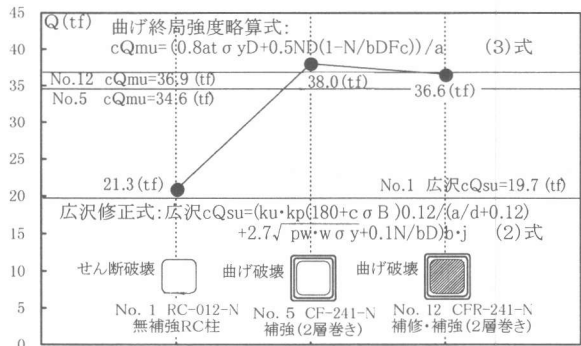 Q(tf)
曲げ終局強度略算式:
cQmu=(0.8at σyD+0.5ND(1-N/bDFc))/a (3)式
No.12 cQmu=36.9 (tf)
No.5 cQmu=34.6 (tf)
38.0 (tf)
36.6(tf)
21.3(tf)
No.1 広沢cQsu=19.7 (tf)
広沢修正式:広沢cQsu=(ku・kp(180+cσB)0.12/(a/d+0.12)
+2.7√pw・wσy+0.1N/bD)b・j (2)式
せん断破壊
曲げ破壊
曲げ破壊
No. 1 RC-012-N
無補強RC柱
No. 5 CF-241-N
補強(2層巻き)
No. 12 CFR-241-N
補修・補強(2層巻き)
45
40
35
30
25
20
15
10
5
0